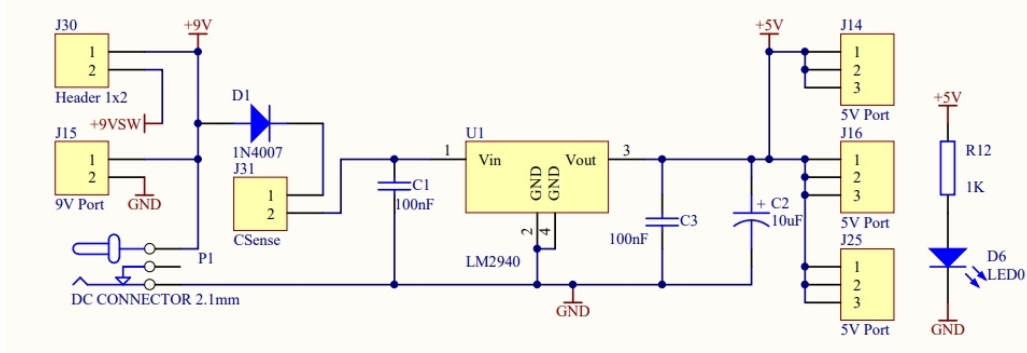 J30
1
2
Header 1x2
+9V
+9VSW
J15
1
2
9V Port
GND
D1
1N4007
J31
1
2
CSense
P1
DC CONNECTOR 2.1mm
C1
100nF
U1
1
Vin
Vout
3
GND
GND
2
4
LM2940
GND
C3
100nF
+
C2
10uF
+5V
J14
1
2
3
5V Port
J16
1
2
3
5V Port
J25
1
2
3
5V Port
+5V
R12
1K
D6
LED0
GND